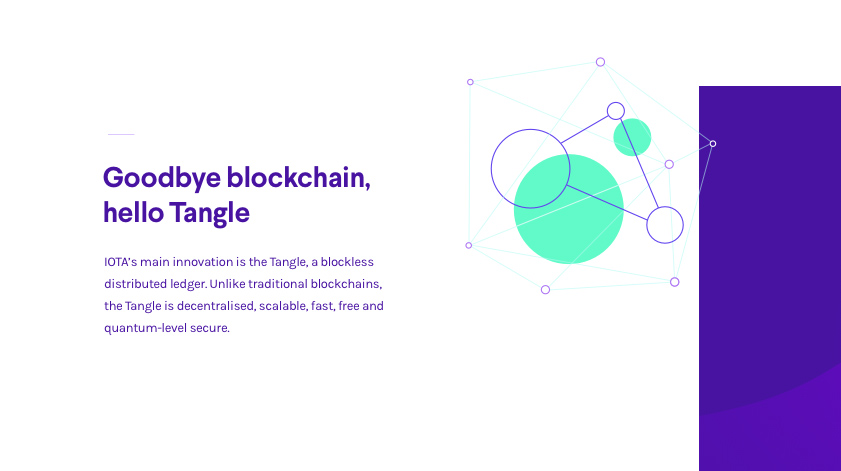 Goodbye blockchain,
hello Tangle
IOTA's main innovation is the Tangle, a blockless
distributed ledger. Unlike traditional blockchains,
the Tangle is decentralised, scalable, fast, free and
quantum-level secure.